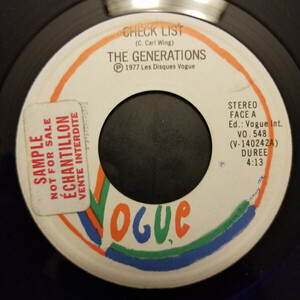 CHECK LIST
(C. Carl Wing)
THE GENERATIONS
Ⓟ 1977 Les Disques Vogue
SAMPLE
NOT FOR SALE
ÉCHANTILLON
VENTE INTERDITE
STEREO
FACE A
Ed.: Vogue Int.
VO. 548
(V-140242A)
DUREE
4:13
VOGUE